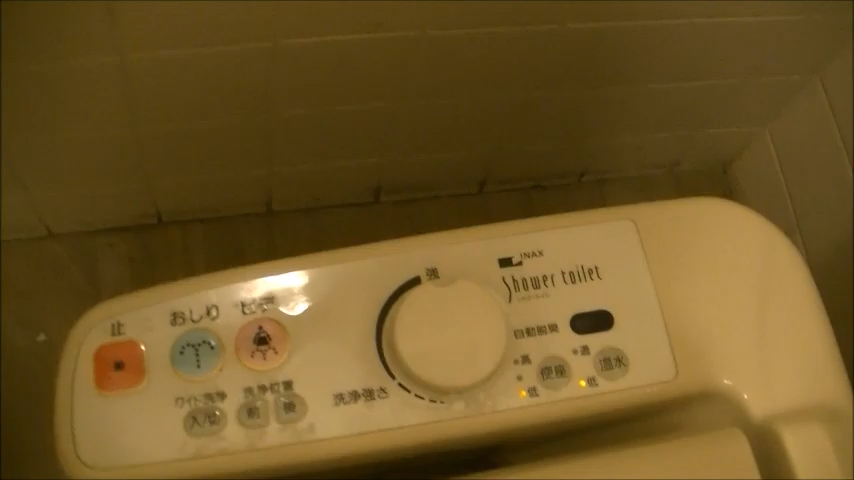 止
おしり
ビデ
強
INAX
Shower toilet
自動脱臭
高
低
便座
適
低
温水
ワイド洗浄
入/切
洗浄位置
前
後
洗浄強さ